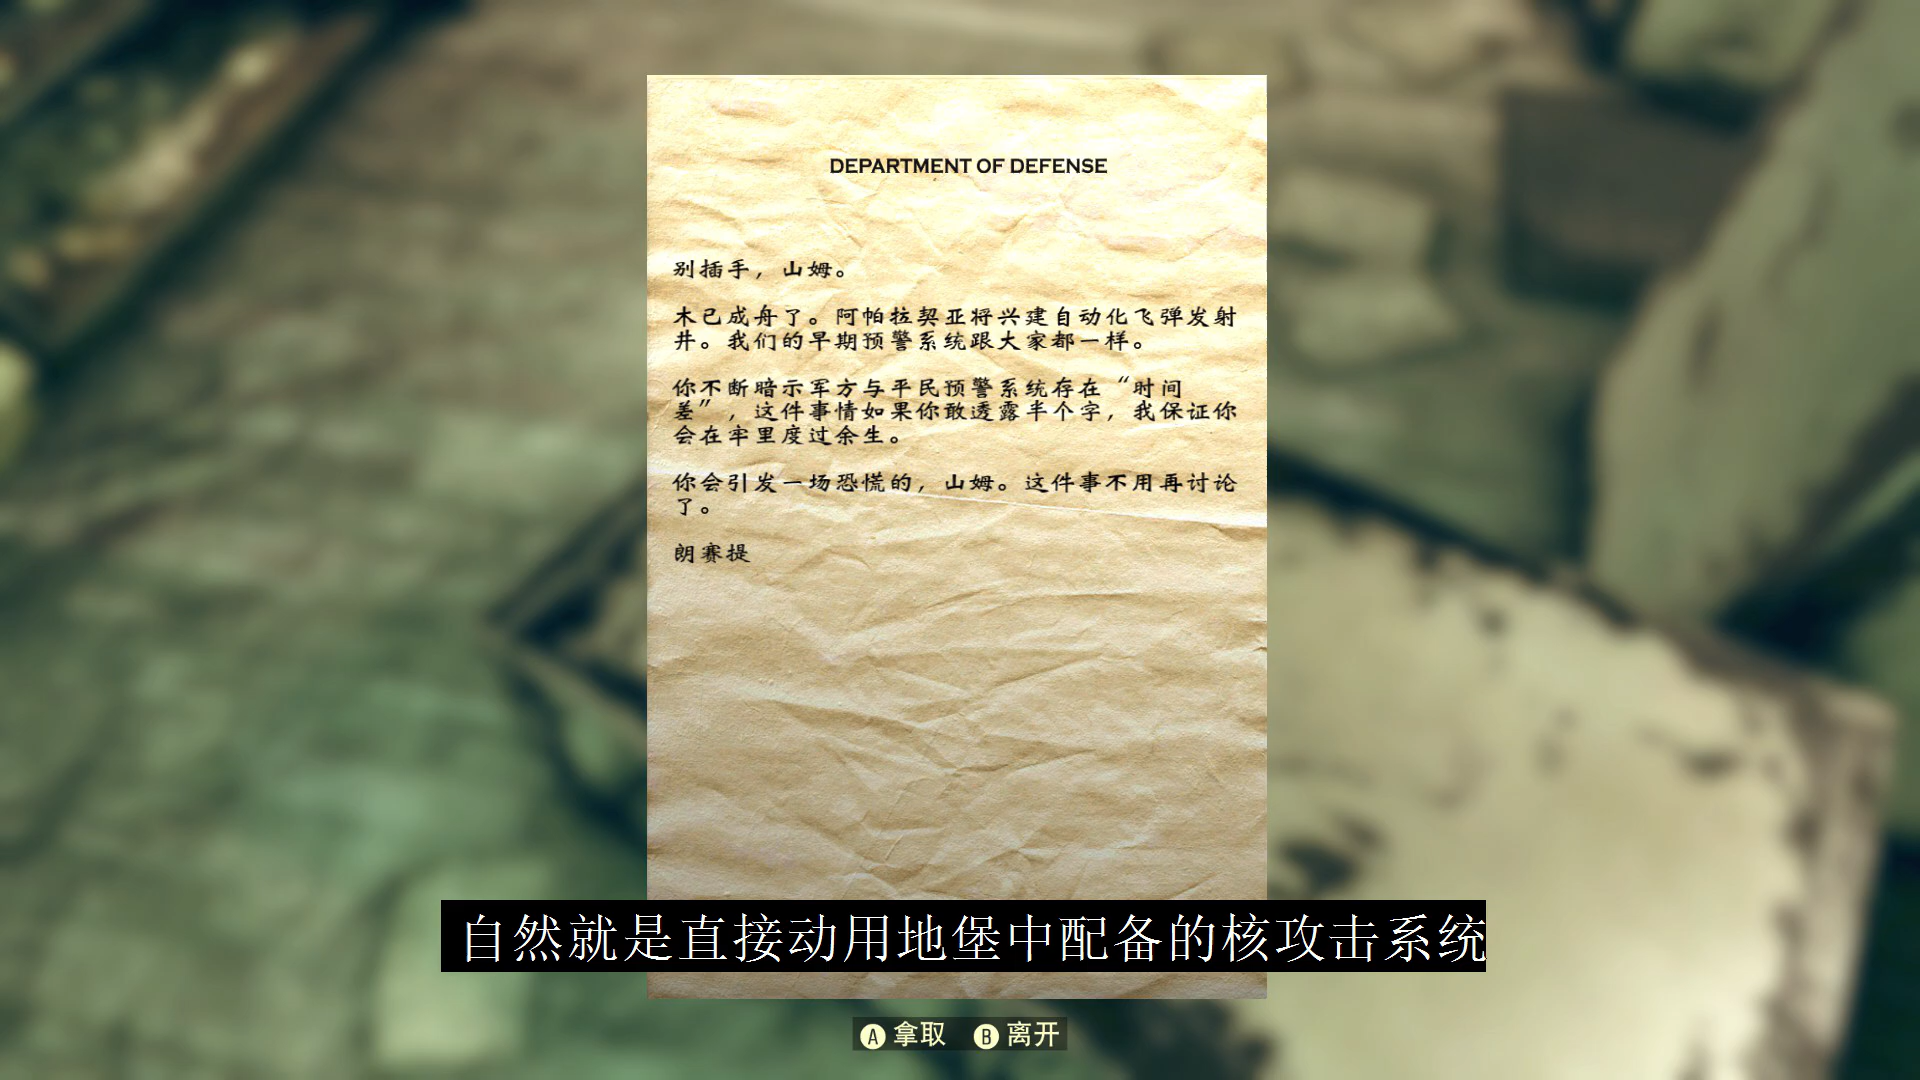 DEPARTMENT OF DEFENSE
别插手，山姆。
木已成舟了。阿帕拉契亚将兴建自动化飞弹发射
井。我们的早期预警系统跟大家都一样。
你不断暗示军方与平民预警系统存在“时间
差”，这件事情如果你敢透露半个字，我保证你
会在牢里度过余生。
你会引发一场恐慌的，山姆。这件事不用再讨论
了。
朗赛提
自然就是直接动用地堡中配备的核攻击系统
A 拿取 B 离开